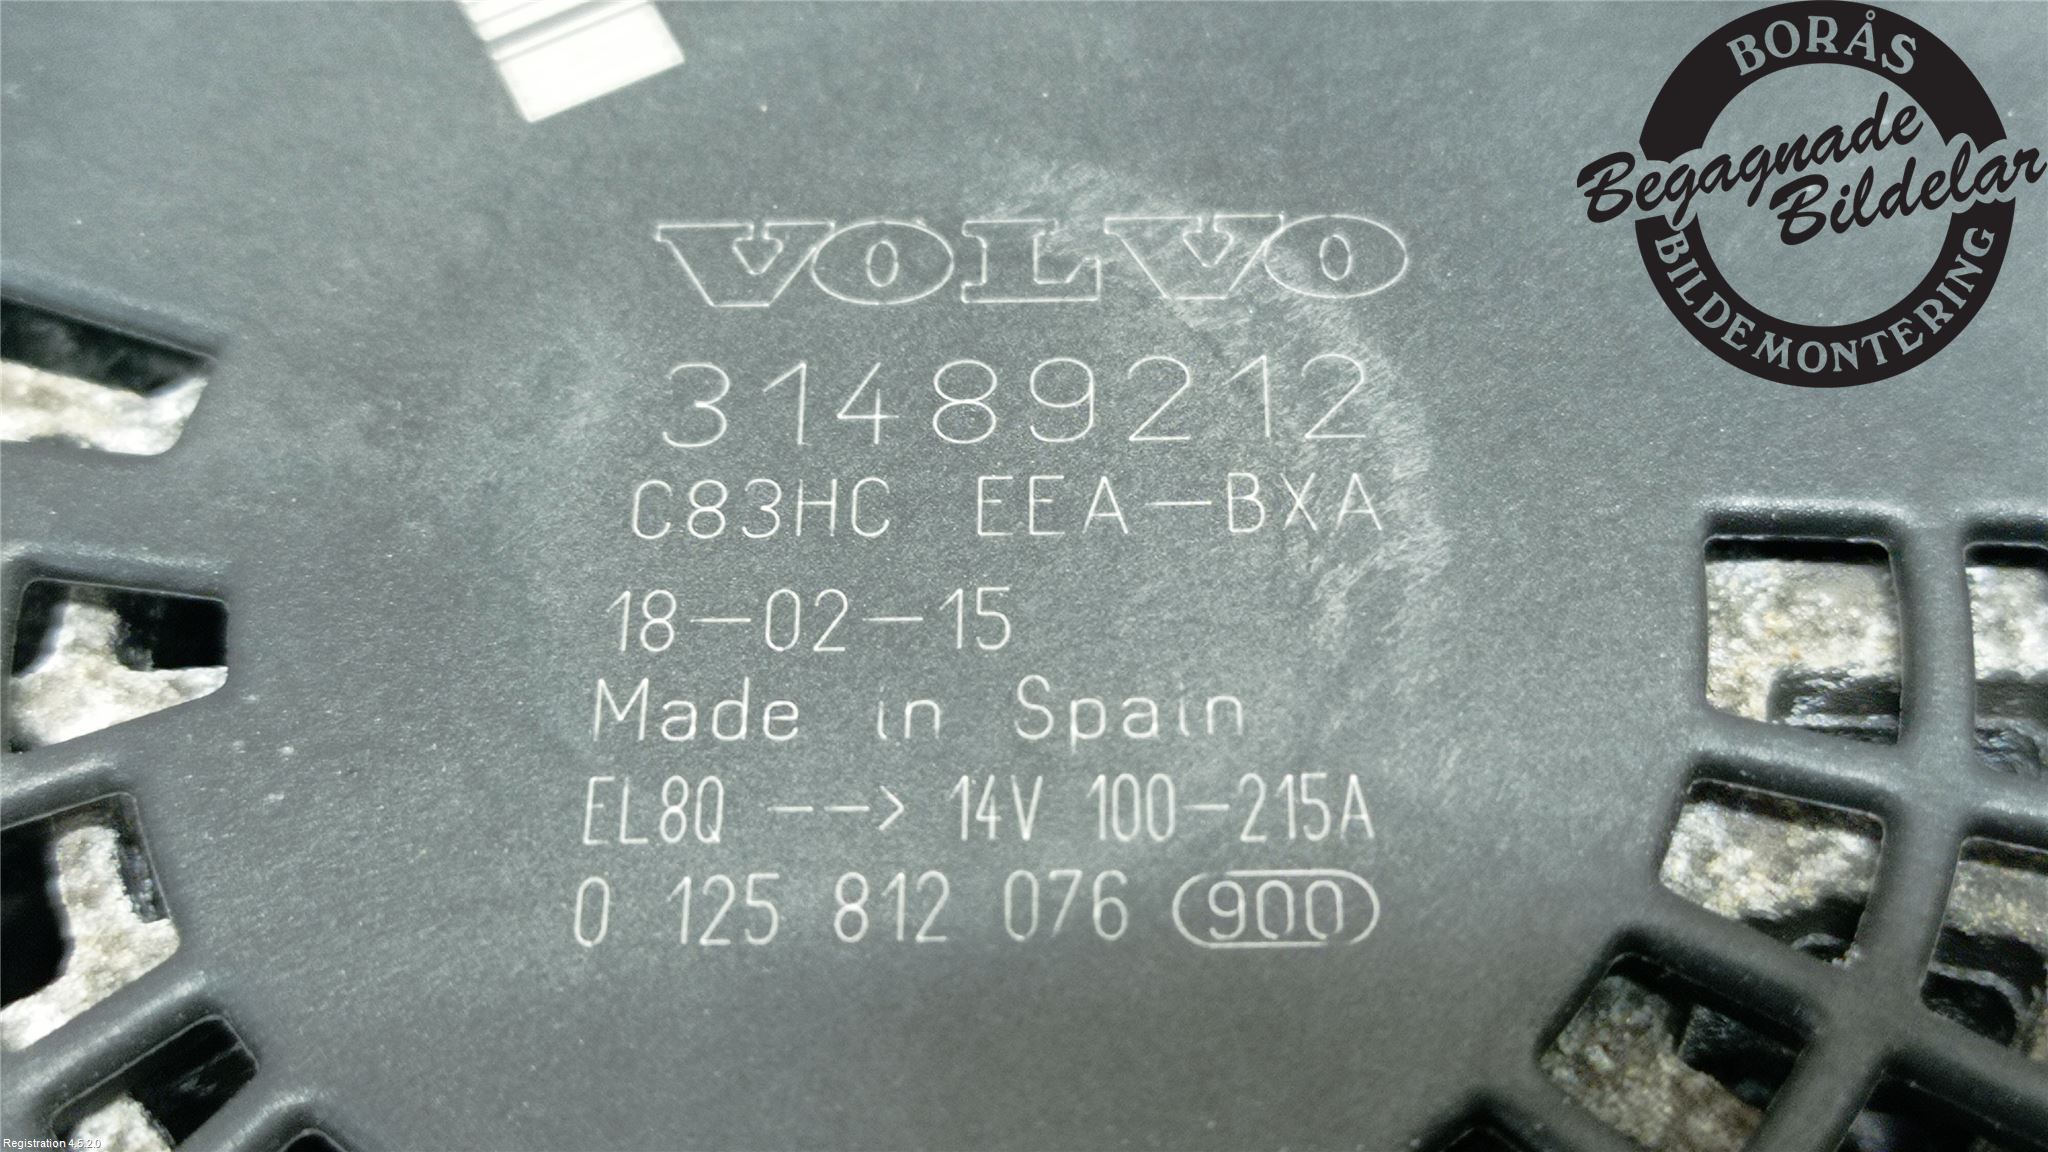 BORÅS
Begagnade
Bildelar
BILDEMONTERING
VOLVO
31489212
C83HC EEA-BXA
18-02-15
Made in Spain
EL8Q --> 14V 100-215A
0 125 812 076 900
Registration 4.5.2.0